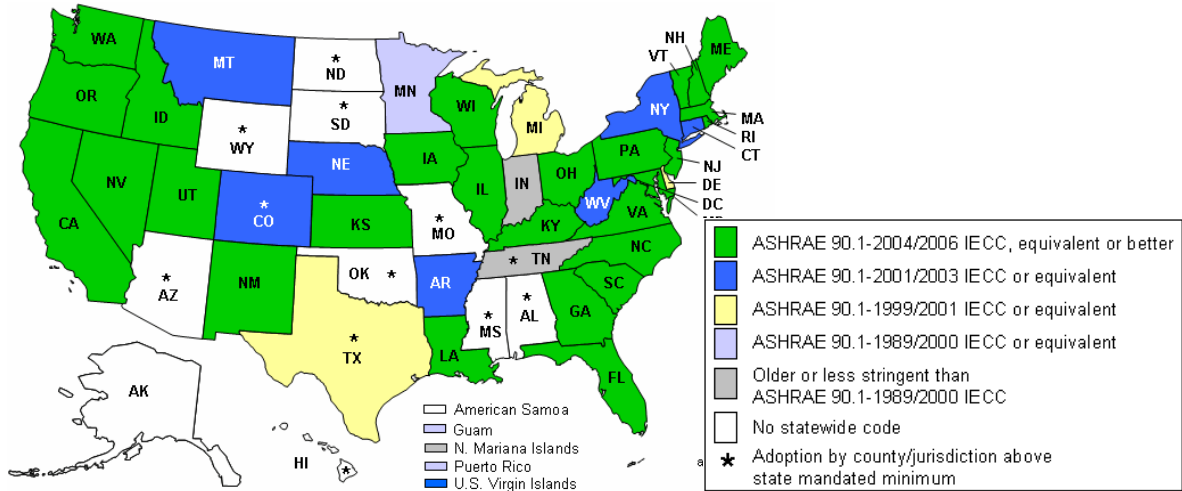 WA
MT
ND
*
MN
VT
NH
ME
OR
ID
*
SD
WI
NY
MA
*
WY
MI
RI
CT
NE
IA
PA
NJ
NV
UT
IL
IN
OH
DE
DC
CA
*
CO
KS
*
MO
WV
VA
KY
NC
*
AZ
NM
OK *
AR
* TN
SC
*
MS
*
AL
GA
*
TX
LA
FL
AK
HI
*
American Samoa
Guam
N. Mariana Islands
Puerto Rico
U.S. Virgin Islands
a
ASHRAE 90.1-2004/2006 IECC, equivalent or better
ASHRAE 90.1-2001/2003 IECC or equivalent
ASHRAE 90.1-1999/2001 IECC or equivalent
ASHRAE 90.1-1989/2000 IECC or equivalent
Older or less stringent than
ASHRAE 90.1-1989/2000 IECC
No statewide code
* Adoption by county/jurisdiction above
state mandated minimum